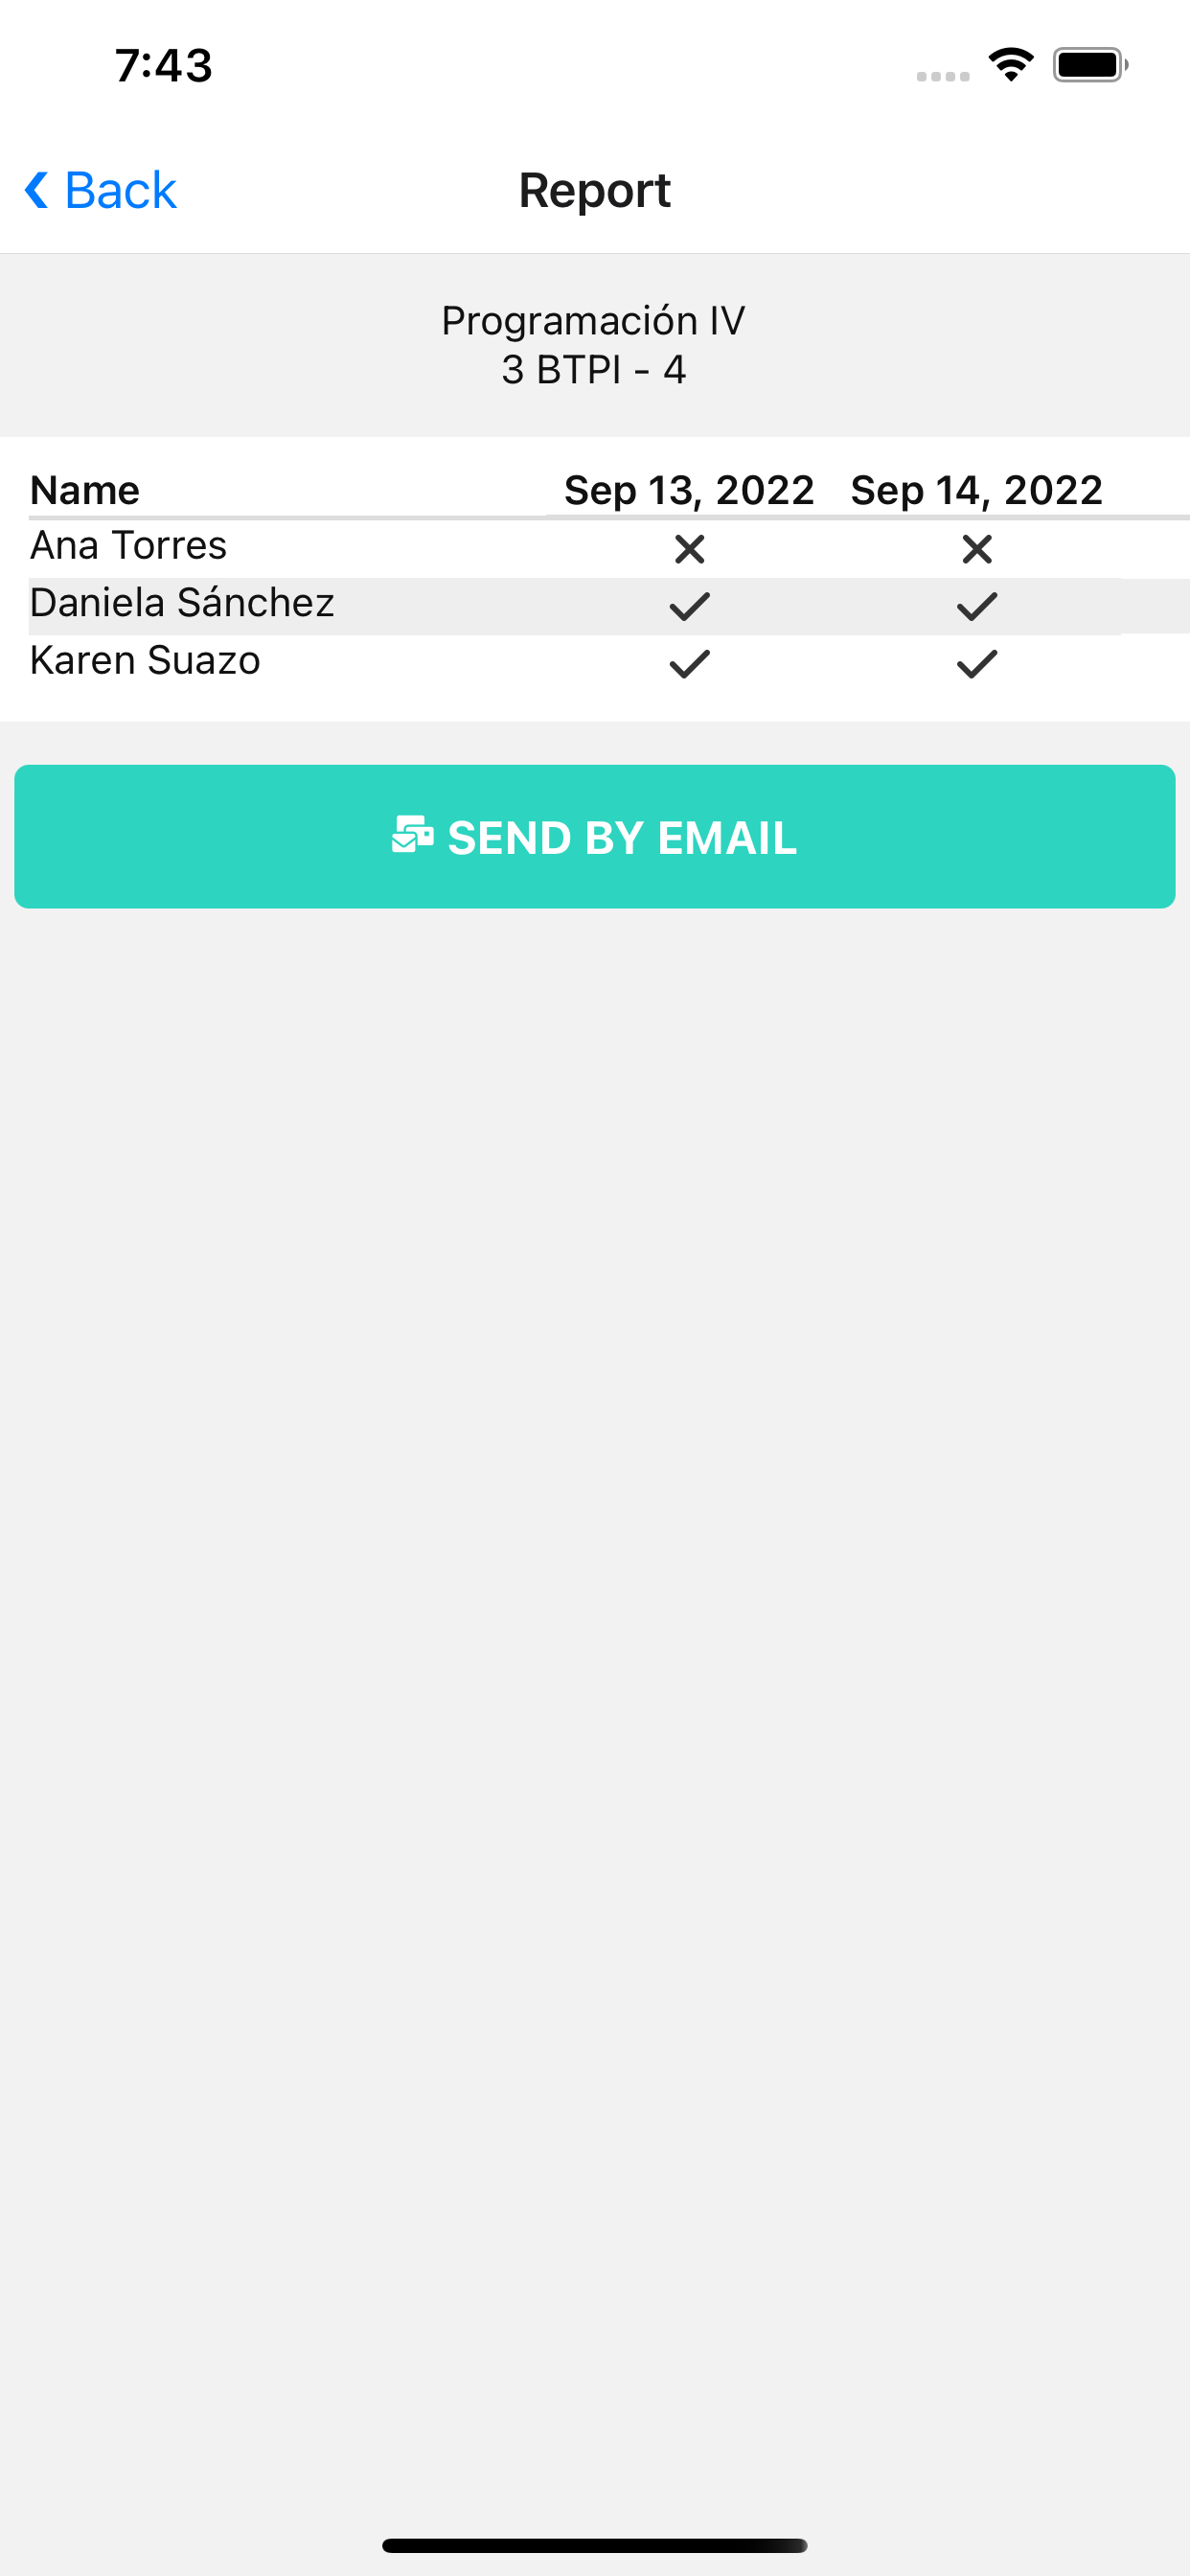 7:43
Back
Report
Programación IV
3 BTPI - 4
Name Sep 13, 2022 Sep 14, 2022
Ana Torres
Daniela Sánchez
Karen Suazo
SEND BY EMAIL